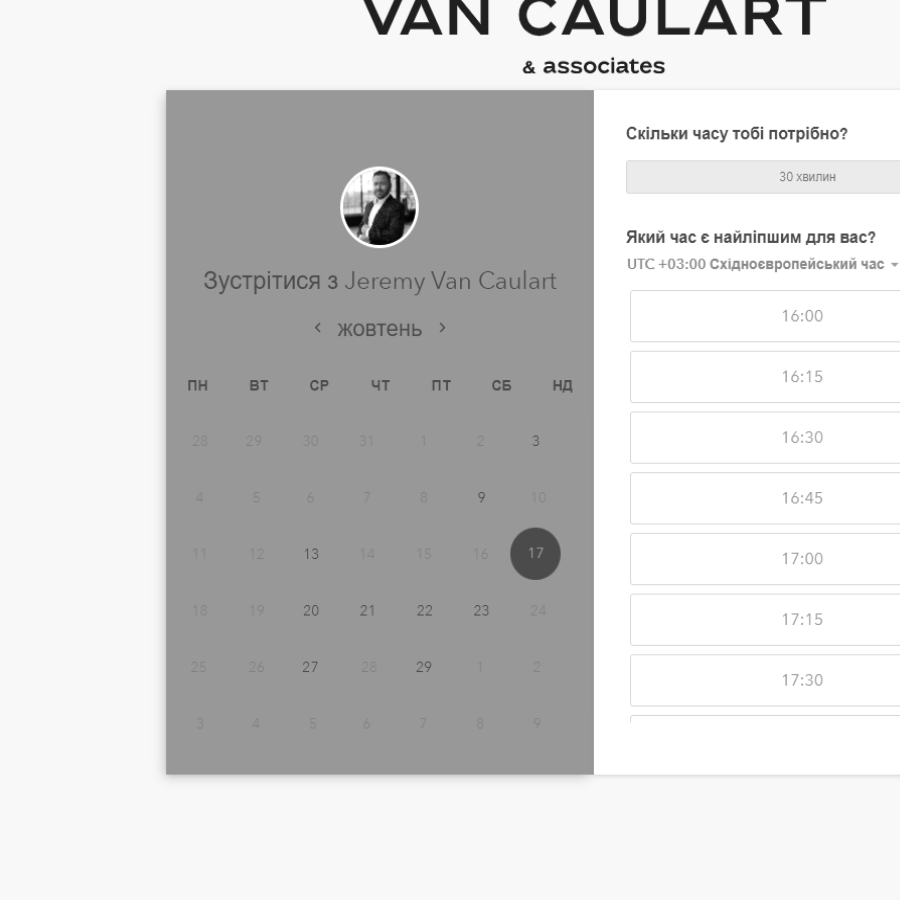 VAN CAULART
& associates
Зустрітися з Jeremy Van Caulart
жовтень
ПН ВТ СР ЧТ ПТ СБ НД
28 29 30 31 1 2 3
4 5 6 7 8 9 10
11 12 13 14 15 16 17
18 19 20 21 22 23 24
25 26 27 28 29 1 2
3 4 5 6 7 8 9
Скільки часу тобі потрібно?
30 хвилин
Який час є найліпшим для вас?
UTC +03:00 Східноєвропейський час
16:00
16:15
16:30
16:45
17:00
17:15
17:30